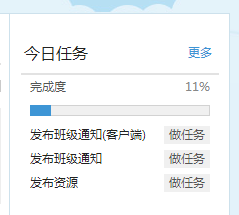 今日任务 更多
完成度 11%
发布班级通知(客户端) 做任务
发布班级通知 做任务
发布资源 做任务